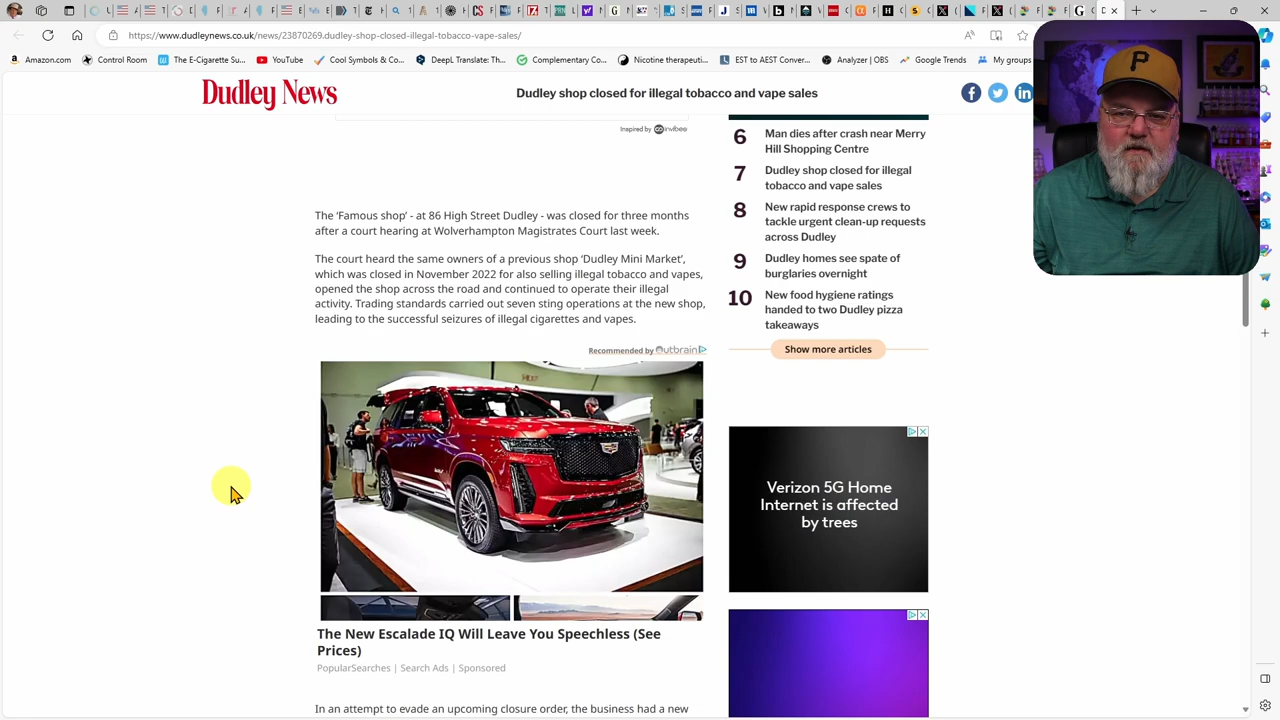 https://www.dudleynews.co.uk/news/23870269.dudley-shop-closed-illegal-tobacco-vape-sales/
Amazon.com
Control Room
The E-Cigarette Su...
YouTube
Cool Symbols & Co...
DeepL Translate: Th...
Complementary Co...
Nicotine therapeuti...
EST to AEST Conver...
Analyzer | OBS
Google Trends
My groups
Dudley News
Dudley shop closed for illegal tobacco and vape sales
Inspired by invibes
The ‘Famous shop’ - at 86 High Street Dudley - was closed for three months
after a court hearing at Wolverhampton Magistrates Court last week.
The court heard the same owners of a previous shop ‘Dudley Mini Market’,
which was closed in November 2022 for also selling illegal tobacco and vapes,
opened the shop across the road and continued to operate their illegal
activity. Trading standards carried out seven sting operations at the new shop,
leading to the successful seizures of illegal cigarettes and vapes.
Recommended by Outbrain
The New Escalade IQ Will Leave You Speechless (See
Prices)
PopularSearches | Search Ads | Sponsored
In an attempt to evade an upcoming closure order, the business had a new
6 Man dies after crash near Merry
Hill Shopping Centre
7 Dudley shop closed for illegal
tobacco and vape sales
8 New rapid response crews to
tackle urgent clean-up requests
across Dudley
9 Dudley homes see spate of
burglaries overnight
10 New food hygiene ratings
handed to two Dudley pizza
takeaways
Show more articles
Verizon 5G Home
Internet is affected
by trees
P